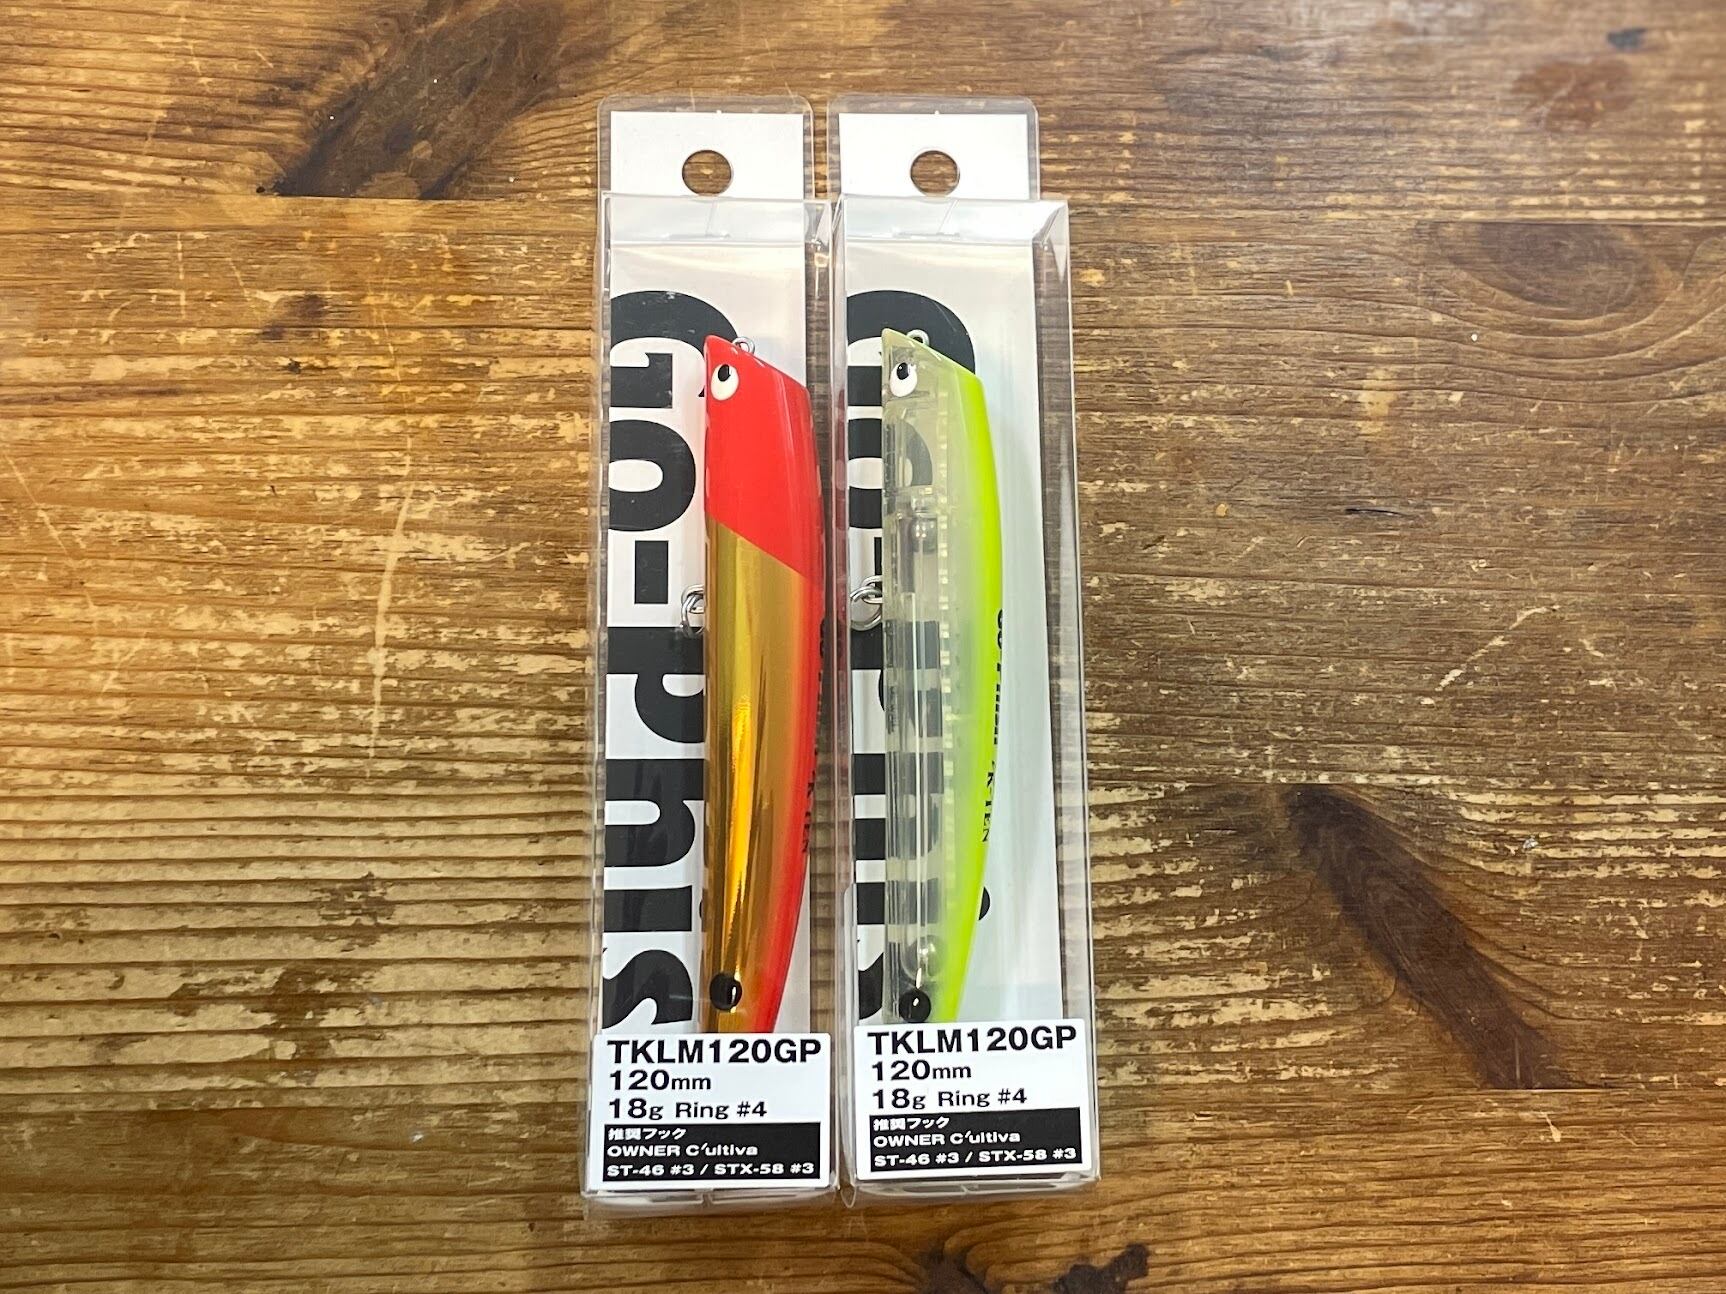 Go-Phish
TKLM120GP
120mm
18g Ring #4
推奨フック
OWNER C'ultiva
ST-46 #3 / STX-58 #3
TKLM120GP
120mm
18g Ring #4
推奨フック
OWNER C'ultiva
ST-46 #3 / STX-58 #3